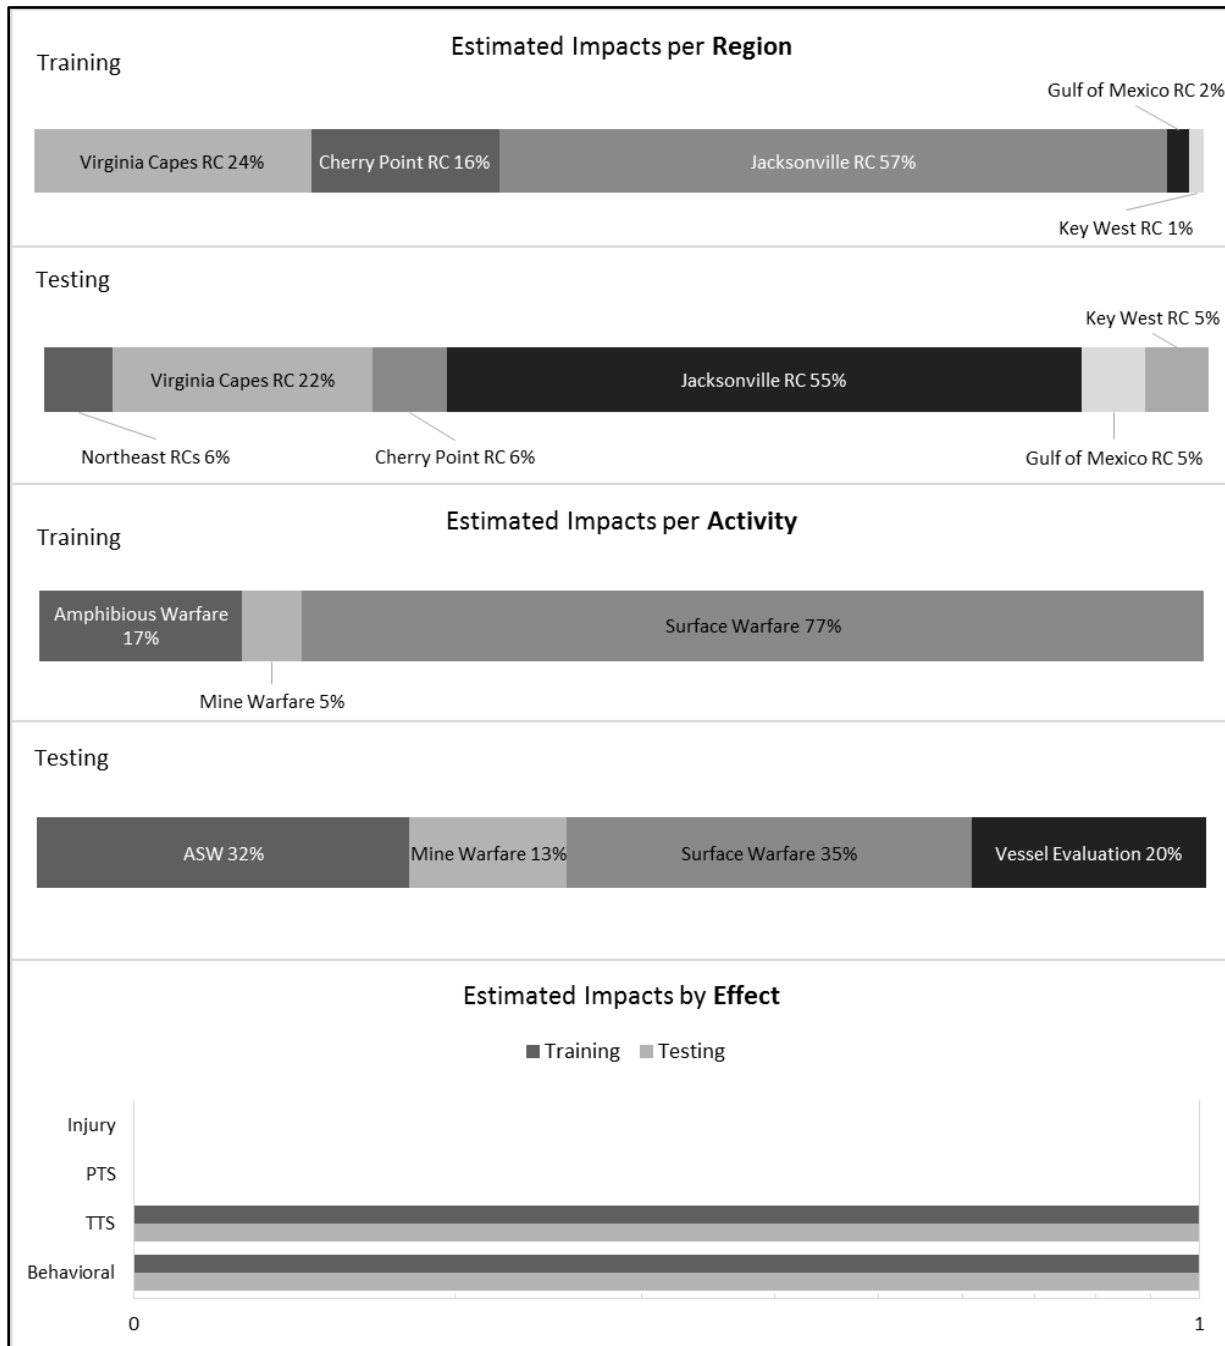 Estimated Impacts per Region
Training
Gulf of Mexico RC 2%
Virginia Capes RC 24%
Cherry Point RC 16%
Jacksonville RC 57%
Key West RC 1%
Testing
Key West RC 5%
Virginia Capes RC 22%
Jacksonville RC 55%
Northeast RCs 6%
Cherry Point RC 6%
Gulf of Mexico RC 5%
Estimated Impacts per Activity
Training
Amphibious Warfare
17%
Surface Warfare 77%
Mine Warfare 5%
Testing
ASW 32%
Mine Warfare 13%
Surface Warfare 35%
Vessel Evaluation 20%
Estimated Impacts by Effect
Training
Testing
Injury
PTS
TTS
Behavioral
0
1